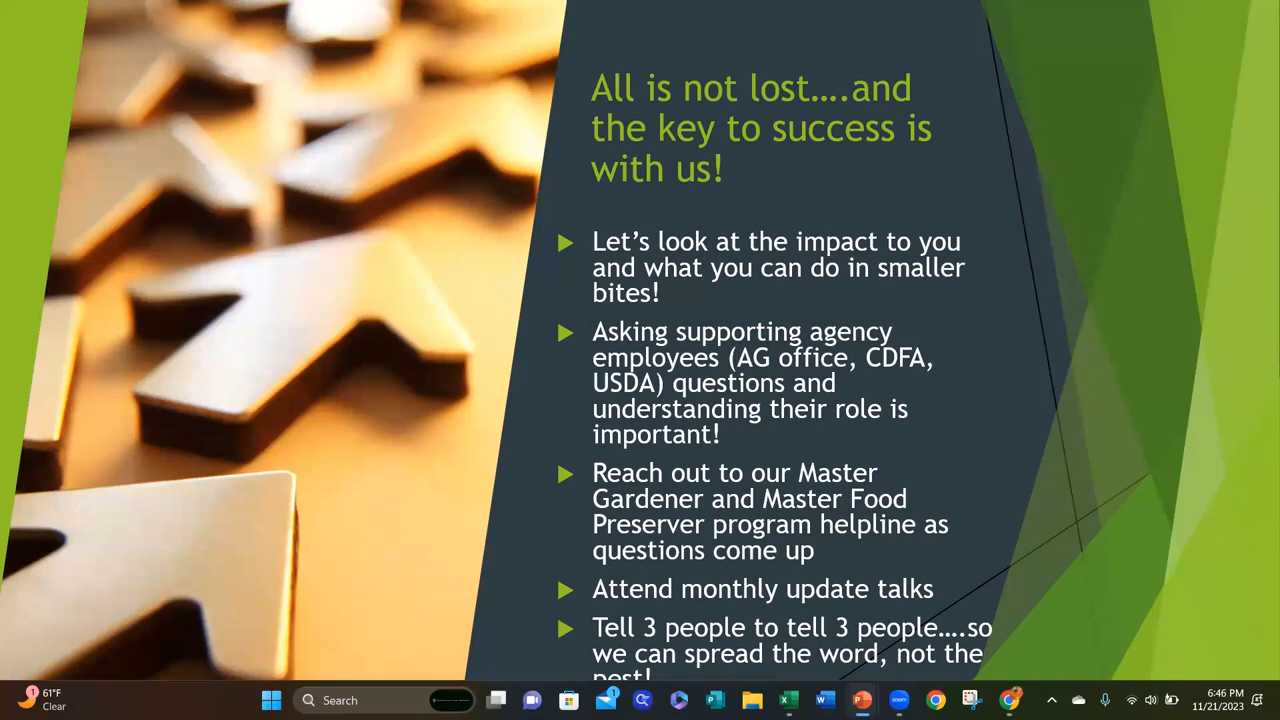 All is not lost….and
the key to success is
with us!
Let’s look at the impact to you
and what you can do in smaller
bites!
Asking supporting agency
employees (AG office, CDFA,
USDA) questions and
understanding their role is
important!
Reach out to our Master
Gardener and Master Food
Preserver program helpline as
questions come up
Attend monthly update talks
Tell 3 people to tell 3 people….so
we can spread the word, not the
pest!
1
61°F
Clear
Search
1
zoom
6:46 PM
11/21/2023